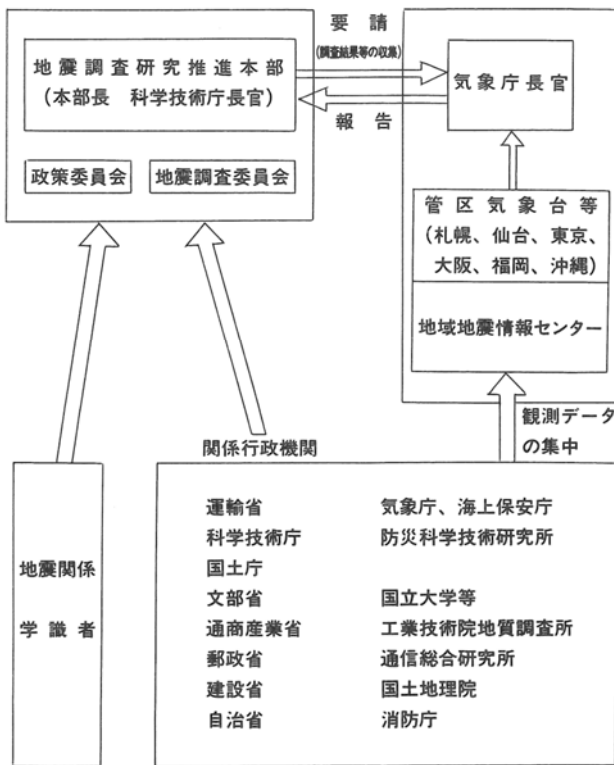 要請
(調査結果等の収集)
地震調査研究推進本部
(本部長 科学技術庁長官)
気象庁長官
報告
政策委員会
地震調査委員会
管区気象台等
(札幌、仙台、東京、
大阪、福岡、沖縄)
地域地震情報センター
観測データ
の集中
関係行政機関
地震関係
学識者
運輸省 気象庁、海上保安庁
科学技術庁 防災科学技術研究所
国土庁
文部省 国立大学等
通商産業省 工業技術院地質調査所
郵政省 通信総合研究所
建設省 国土地理院
自治省 消防庁